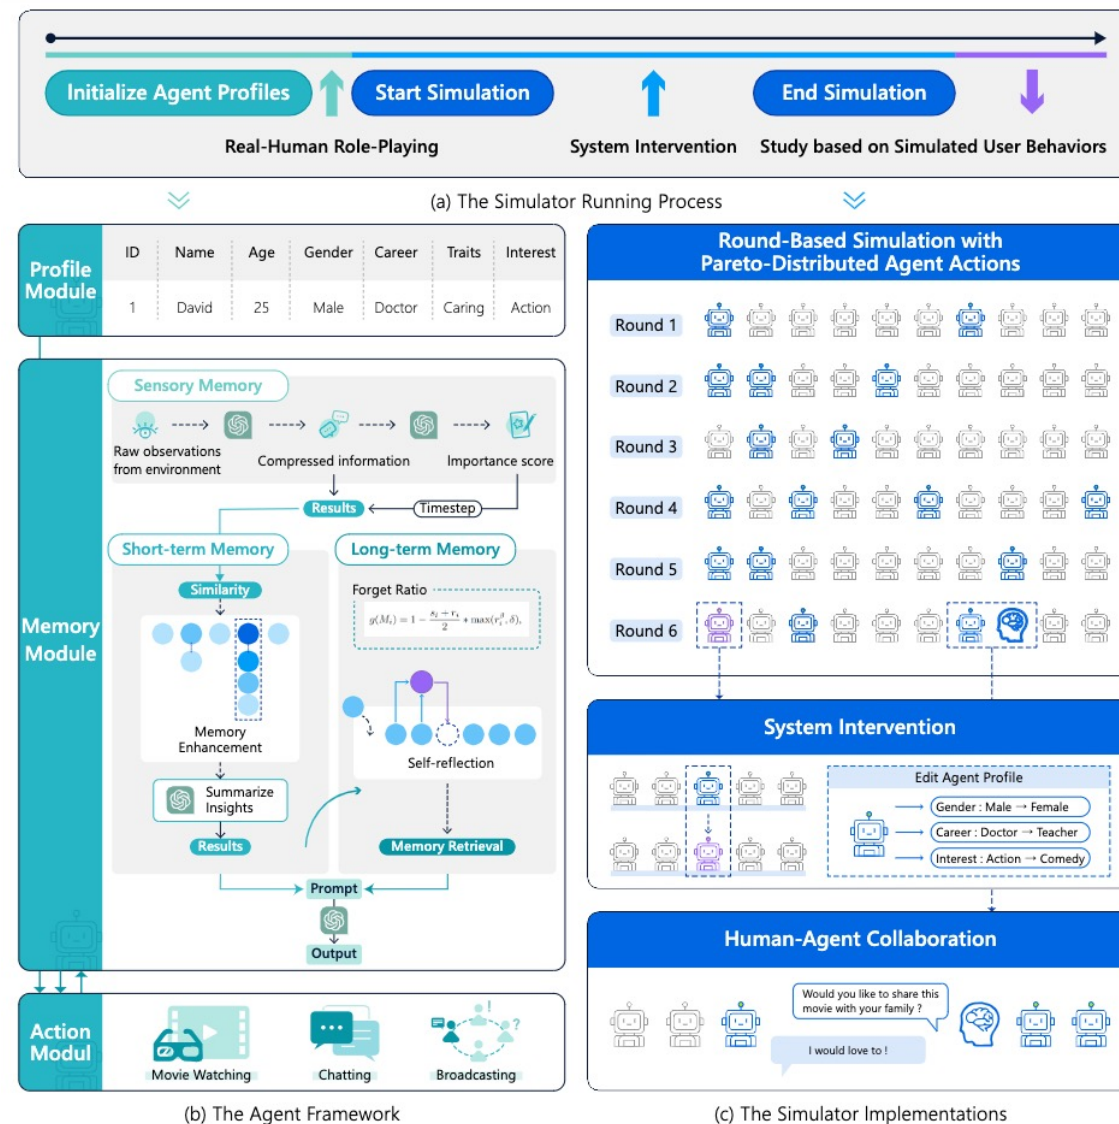 Initialize Agent Profiles
Start Simulation
End Simulation
Real-Human Role-Playing
System Intervention
Study based on Simulated User Behaviors
(a) The Simulator Running Process
Profile
Module
ID Name Age Gender Career Traits Interest
1 David 25 Male Doctor Caring Action
Memory
Module
Sensory Memory
Raw observations
from environment
Compressed information
Importance score
Results
Timestep
Short-term Memory
Similarity
Memory
Enhancement
Summarize
Insights
Results
Long-term Memory
Forget Ratio
g(Mᵢ) = 1 − (sᵢ + rᵢ)/2 * max(rᵢ^β, δ),
Self-reflection
Memory Retrieval
Prompt
Output
Action
Modul
Movie Watching
Chatting
Broadcasting
(b) The Agent Framework
Round-Based Simulation with
Pareto-Distributed Agent Actions
Round 1
Round 2
Round 3
Round 4
Round 5
Round 6
System Intervention
Edit Agent Profile
Gender : Male → Female
Career : Doctor → Teacher
Interest : Action → Comedy
Human-Agent Collaboration
Would you like to share this
movie with your family ?
I would love to !
(c) The Simulator Implementations